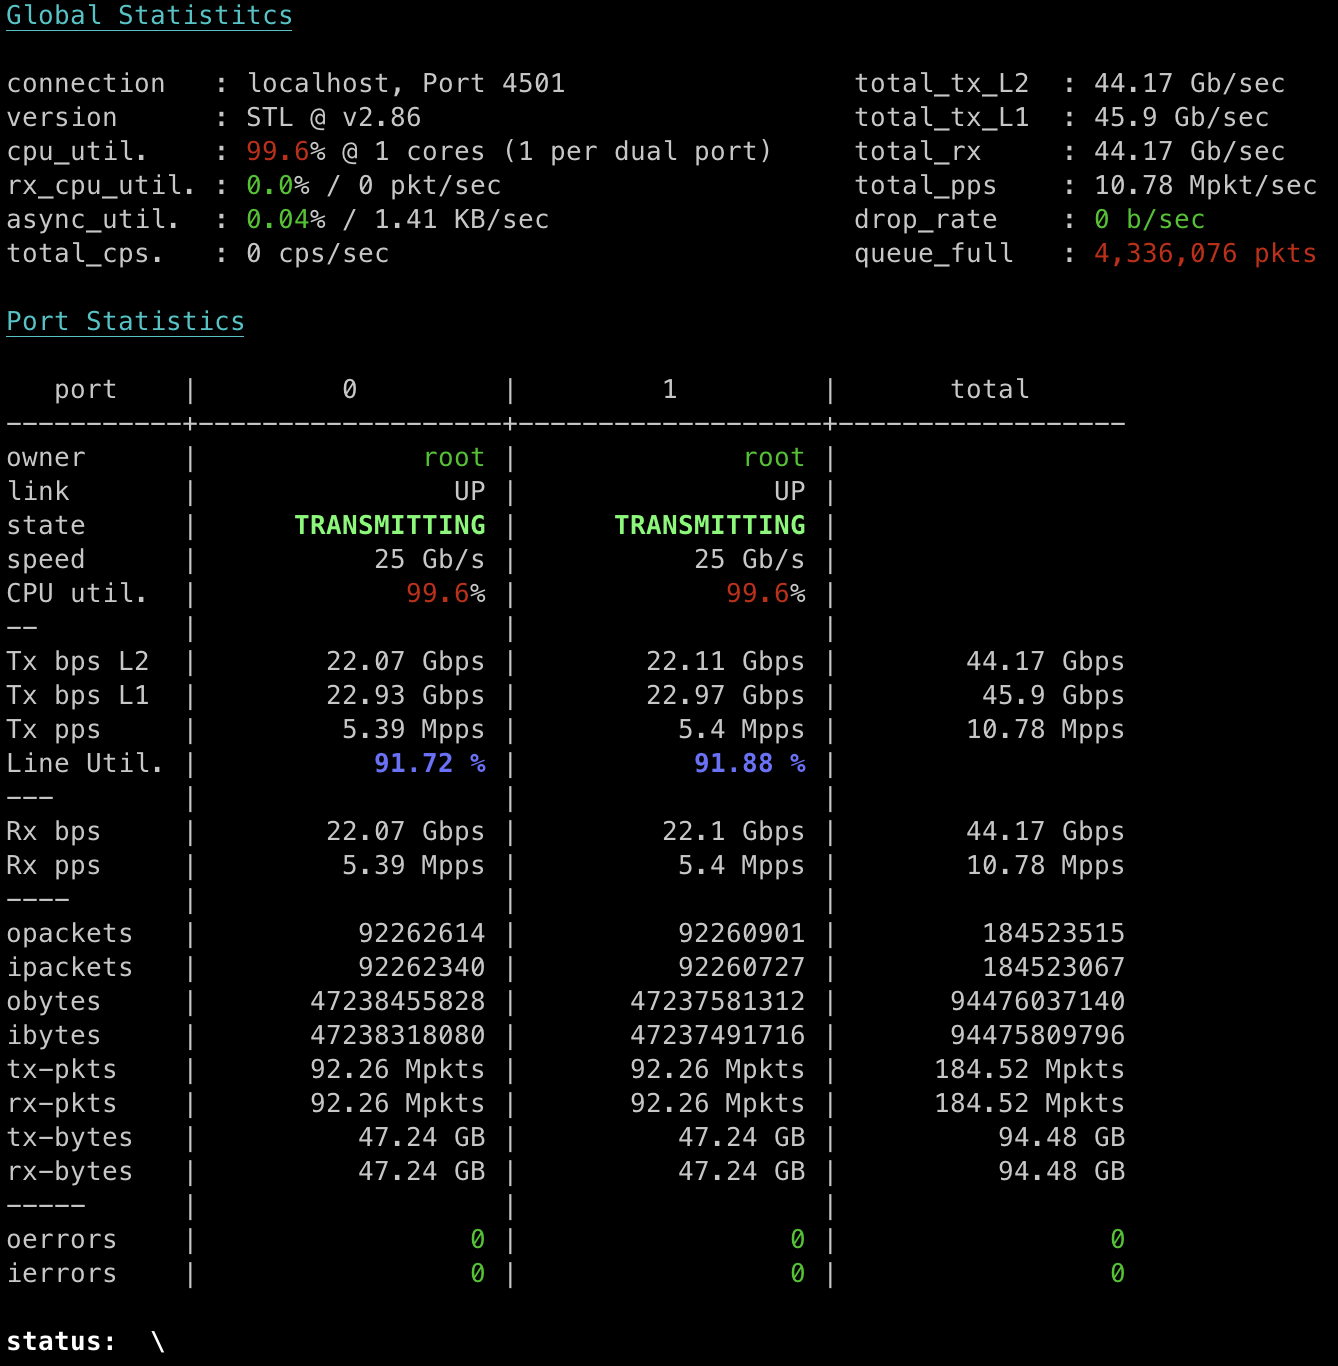 Global Statistitcs
connection   : localhost, Port 4501                  total_tx_L2  : 44.17 Gb/sec
version      : STL @ v2.86                           total_tx_L1  : 45.9 Gb/sec
cpu_util.    : 99.6% @ 1 cores (1 per dual port)     total_rx     : 44.17 Gb/sec
rx_cpu_util. : 0.0% / 0 pkt/sec                      total_pps    : 10.78 Mpkt/sec
async_util.  : 0.04% / 1.41 KB/sec                   drop_rate    : 0 b/sec
total_cps.   : 0 cps/sec                             queue_full   : 4,336,076 pkts
Port Statistics
   port    |         0         |         1         |       total
-----------+-------------------+-------------------+------------------
owner      |              root |              root |
link       |                UP |                UP |
state      |      TRANSMITTING |      TRANSMITTING |
speed      |           25 Gb/s |           25 Gb/s |
CPU util.  |             99.6% |             99.6% |
--         |                   |                   |
Tx bps L2  |        22.07 Gbps |        22.11 Gbps |        44.17 Gbps
Tx bps L1  |        22.93 Gbps |        22.97 Gbps |         45.9 Gbps
Tx pps     |         5.39 Mpps |          5.4 Mpps |        10.78 Mpps
Line Util. |           91.72 % |           91.88 % |
---        |                   |                   |
Rx bps     |        22.07 Gbps |         22.1 Gbps |        44.17 Gbps
Rx pps     |         5.39 Mpps |          5.4 Mpps |        10.78 Mpps
----       |                   |                   |
opackets   |          92262614 |          92260901 |         184523515
ipackets   |          92262340 |          92260727 |         184523067
obytes     |       47238455828 |       47237581312 |       94476037140
ibytes     |       47238318080 |       47237491716 |       94475809796
tx-pkts    |       92.26 Mpkts |       92.26 Mpkts |      184.52 Mpkts
rx-pkts    |       92.26 Mpkts |       92.26 Mpkts |      184.52 Mpkts
tx-bytes   |          47.24 GB |          47.24 GB |          94.48 GB
rx-bytes   |          47.24 GB |          47.24 GB |          94.48 GB
-----      |                   |                   |
oerrors    |                 0 |                 0 |                 0
ierrors    |                 0 |                 0 |                 0
status:  \